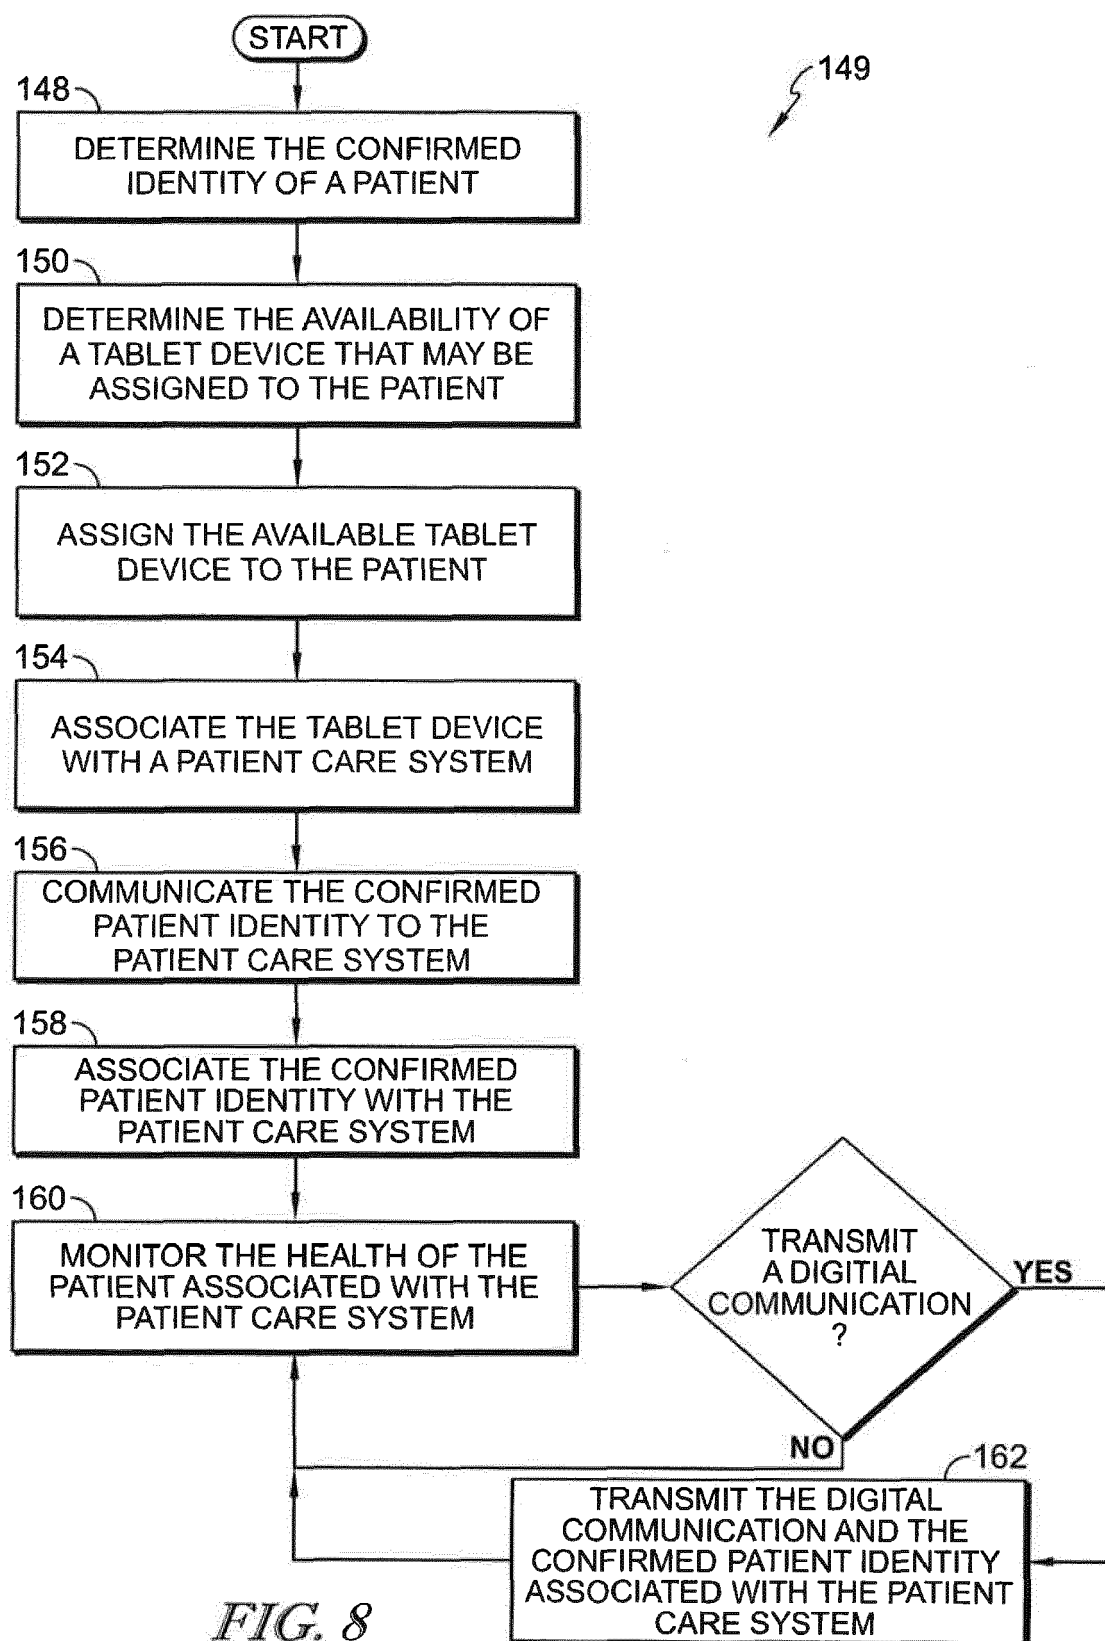 START
149
148
DETERMINE THE CONFIRMED
IDENTITY OF A PATIENT
150
DETERMINE THE AVAILABILITY OF
A TABLET DEVICE THAT MAY BE
ASSIGNED TO THE PATIENT
152
ASSIGN THE AVAILABLE TABLET
DEVICE TO THE PATIENT
154
ASSOCIATE THE TABLET DEVICE
WITH A PATIENT CARE SYSTEM
156
COMMUNICATE THE CONFIRMED
PATIENT IDENTITY TO THE
PATIENT CARE SYSTEM
158
ASSOCIATE THE CONFIRMED
PATIENT IDENTITY WITH THE
PATIENT CARE SYSTEM
160
MONITOR THE HEALTH OF THE
PATIENT ASSOCIATED WITH THE
PATIENT CARE SYSTEM
TRANSMIT
A DIGITIAL
COMMUNICATION
?
YES
NO
162
TRANSMIT THE DIGITAL
COMMUNICATION AND THE
CONFIRMED PATIENT IDENTITY
ASSOCIATED WITH THE PATIENT
CARE SYSTEM
FIG. 8